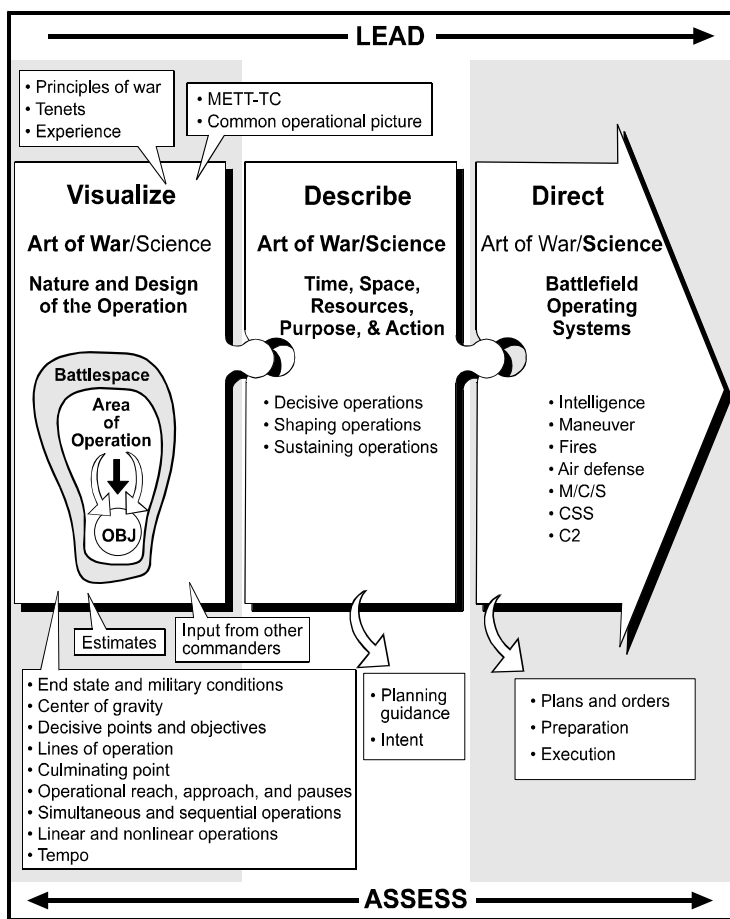 LEAD
• Principles of war
• Tenets
• Experience
• METT-TC
• Common operational picture
Visualize
Art of War/Science
Nature and Design
of the Operation
Battlespace
Area
of
Operation
OBJ
Describe
Art of War/Science
Time, Space,
Resources,
Purpose, & Action
• Decisive operations
• Shaping operations
• Sustaining operations
Direct
Art of War/Science
Battlefield
Operating
Systems
• Intelligence
• Maneuver
• Fires
• Air defense
• M/C/S
• CSS
• C2
Estimates
Input from other
commanders
• End state and military conditions
• Center of gravity
• Decisive points and objectives
• Lines of operation
• Culminating point
• Operational reach, approach, and pauses
• Simultaneous and sequential operations
• Linear and nonlinear operations
• Tempo
• Planning
guidance
• Intent
• Plans and orders
• Preparation
• Execution
ASSESS